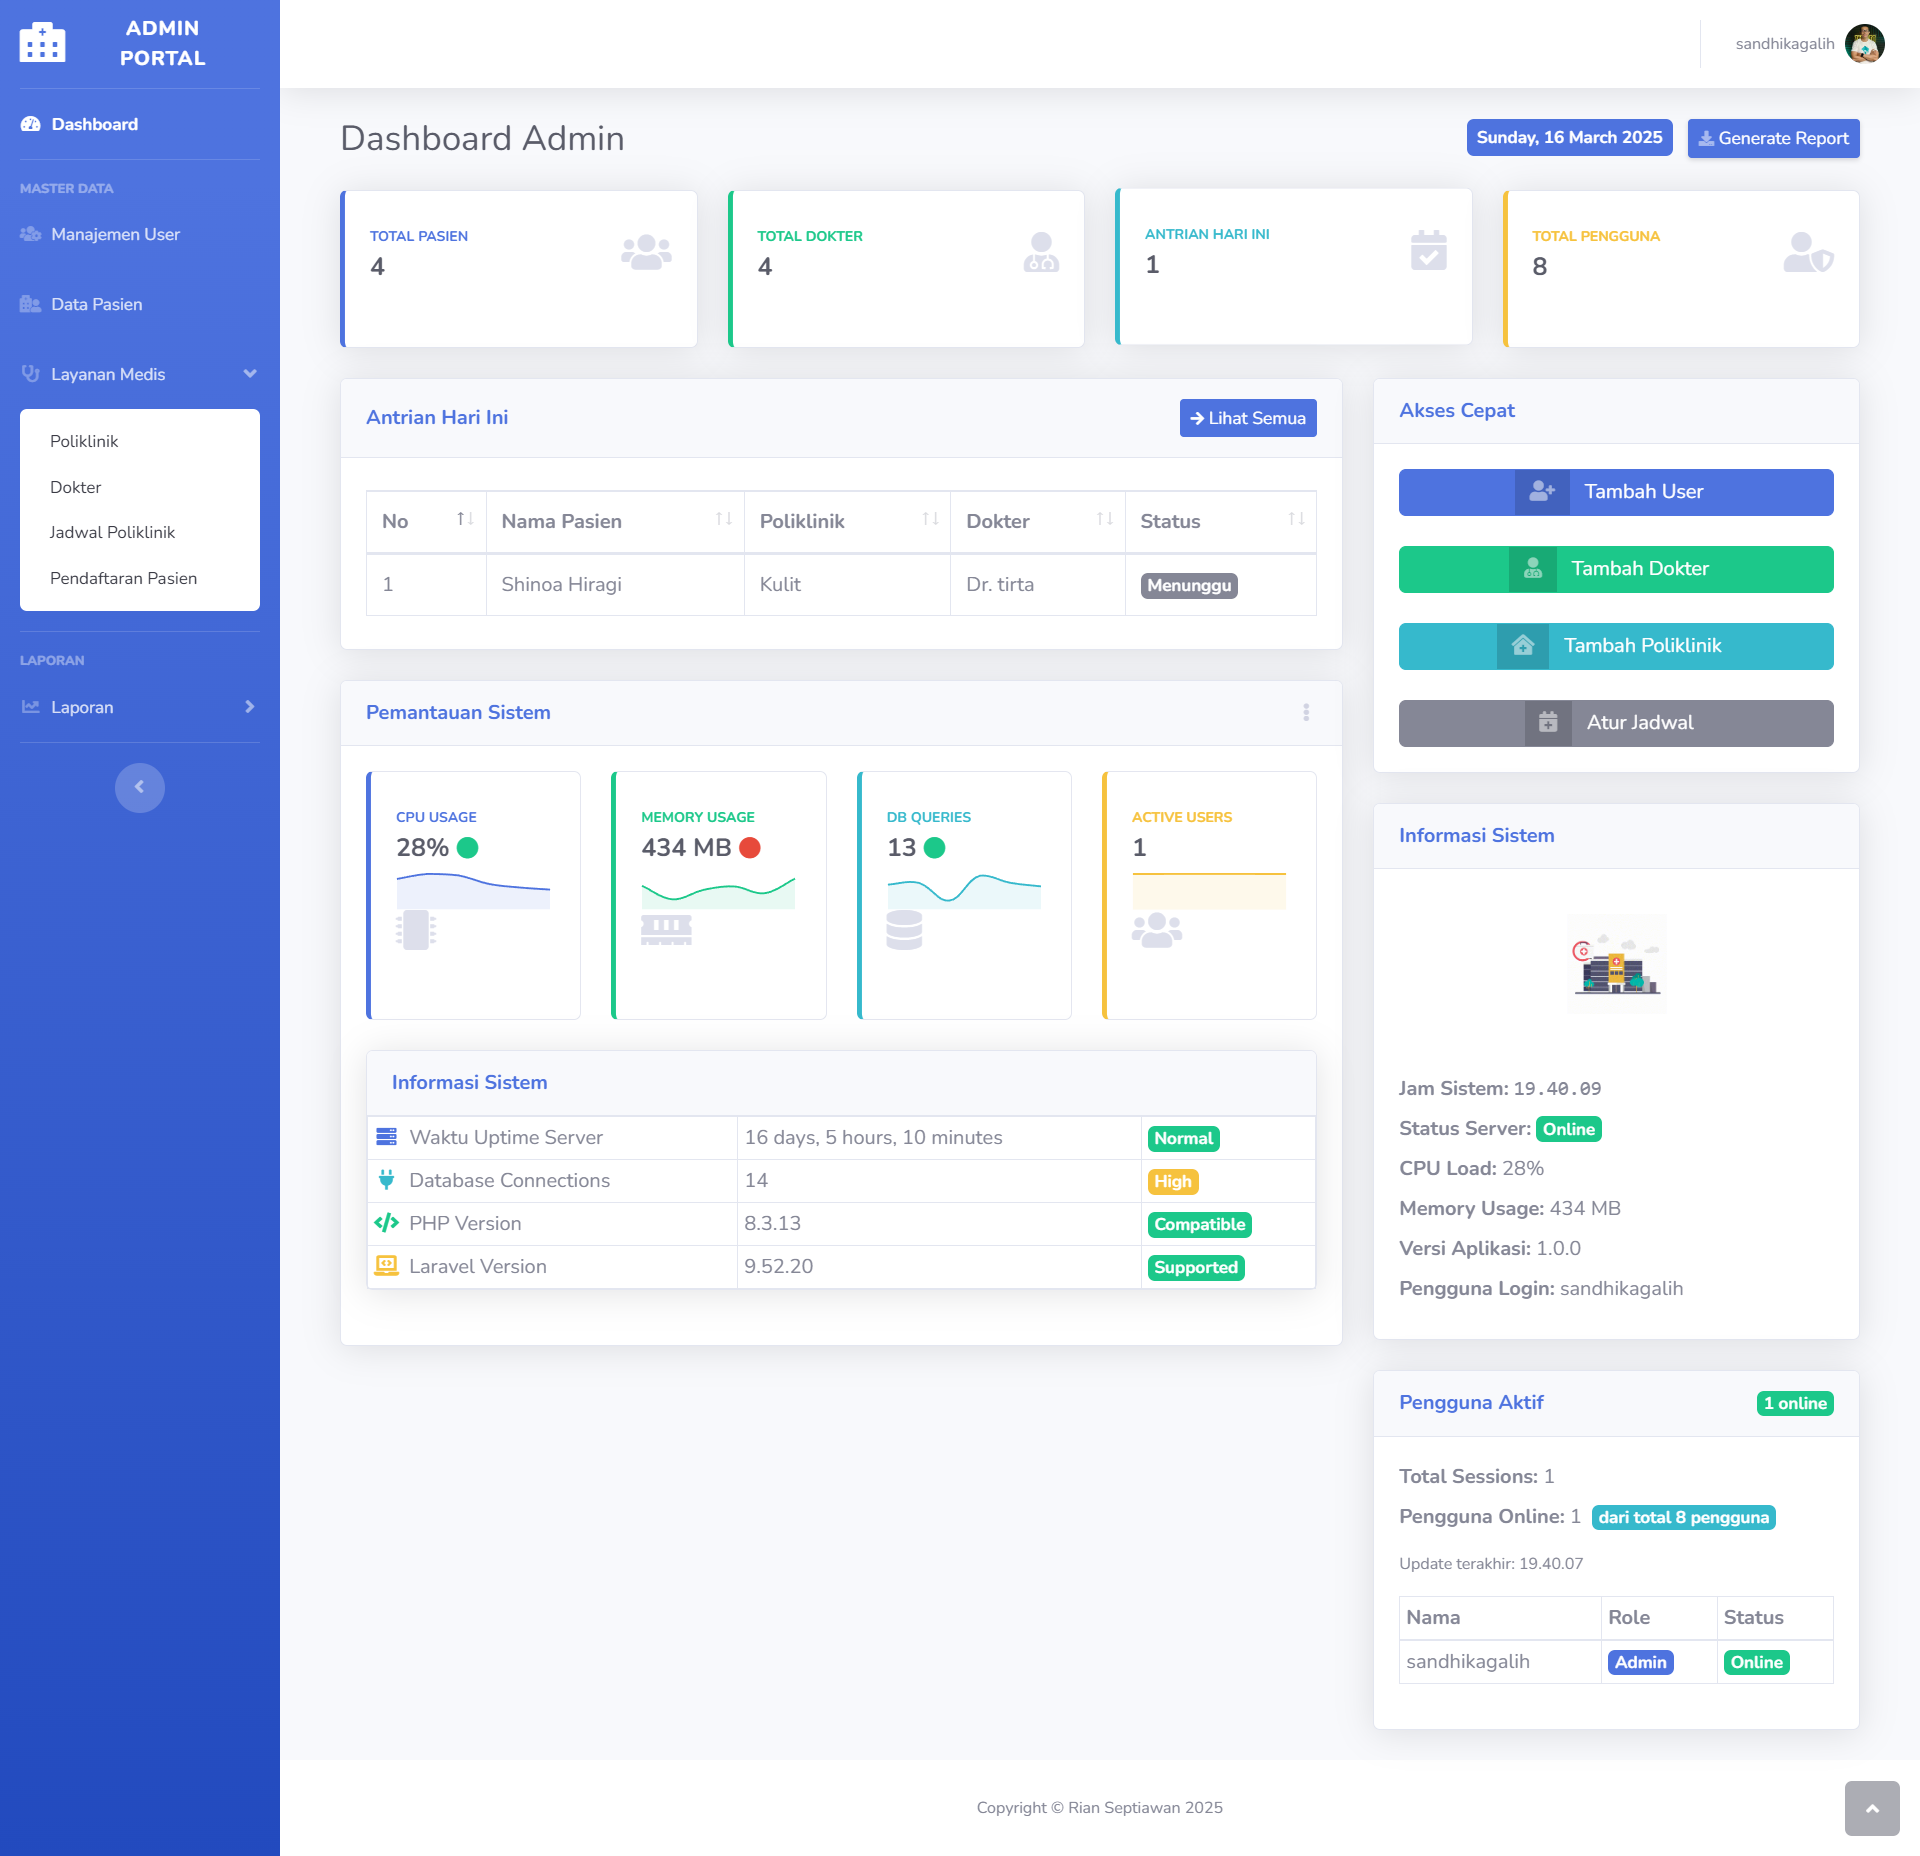 ADMIN
PORTAL
Dashboard
MASTER DATA
Manajemen User
Data Pasien
Layanan Medis
Poliklinik
Dokter
Jadwal Poliklinik
Pendaftaran Pasien
LAPORAN
Laporan
sandhikagalih
Dashboard Admin
Sunday, 16 March 2025
Generate Report
TOTAL PASIEN
4
TOTAL DOKTER
4
ANTRIAN HARI INI
1
TOTAL PENGGUNA
8
Antrian Hari Ini
Lihat Semua
No Nama Pasien Poliklinik Dokter Status
1 Shinoa Hiragi Kulit Dr. tirta Menunggu
Pemantauan Sistem
CPU USAGE
28%
MEMORY USAGE
434 MB
DB QUERIES
13
ACTIVE USERS
1
Informasi Sistem
Waktu Uptime Server 16 days, 5 hours, 10 minutes Normal
Database Connections 14 High
PHP Version 8.3.13 Compatible
Laravel Version 9.52.20 Supported
Akses Cepat
Tambah User
Tambah Dokter
Tambah Poliklinik
Atur Jadwal
Informasi Sistem
Jam Sistem: 19.40.09
Status Server: Online
CPU Load: 28%
Memory Usage: 434 MB
Versi Aplikasi: 1.0.0
Pengguna Login: sandhikagalih
Pengguna Aktif
1 online
Total Sessions: 1
Pengguna Online: 1 dari total 8 pengguna
Update terakhir: 19.40.07
Nama Role Status
sandhikagalih Admin Online
Copyright © Rian Septiawan 2025